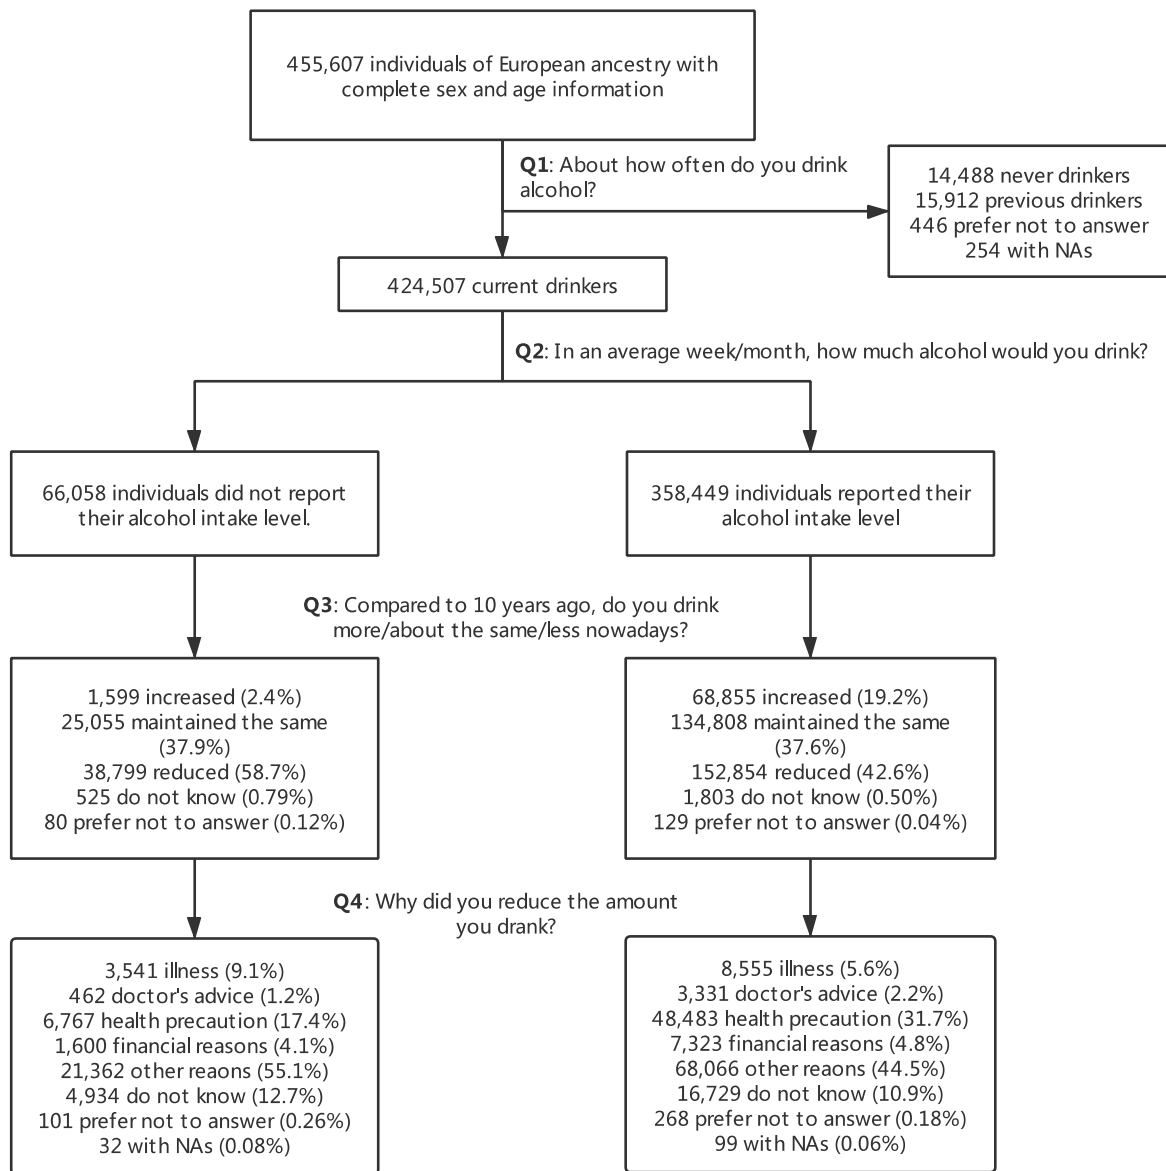 455,607 individuals of European ancestry with
complete sex and age information
Q1: About how often do you drink
alcohol?
14,488 never drinkers
15,912 previous drinkers
446 prefer not to answer
254 with NAs
424,507 current drinkers
Q2: In an average week/month, how much alcohol would you drink?
66,058 individuals did not report
their alcohol intake level.
358,449 individuals reported their
alcohol intake level
Q3: Compared to 10 years ago, do you drink
more/about the same/less nowadays?
1,599 increased (2.4%)
25,055 maintained the same
(37.9%)
38,799 reduced (58.7%)
525 do not know (0.79%)
80 prefer not to answer (0.12%)
68,855 increased (19.2%)
134,808 maintained the same
(37.6%)
152,854 reduced (42.6%)
1,803 do not know (0.50%)
129 prefer not to answer (0.04%)
Q4: Why did you reduce the amount
you drank?
3,541 illness (9.1%)
462 doctor's advice (1.2%)
6,767 health precaution (17.4%)
1,600 financial reasons (4.1%)
21,362 other reaons (55.1%)
4,934 do not know (12.7%)
101 prefer not to answer (0.26%)
32 with NAs (0.08%)
8,555 illness (5.6%)
3,331 doctor's advice (2.2%)
48,483 health precaution (31.7%)
7,323 financial reasons (4.8%)
68,066 other reaons (44.5%)
16,729 do not know (10.9%)
268 prefer not to answer (0.18%)
99 with NAs (0.06%)